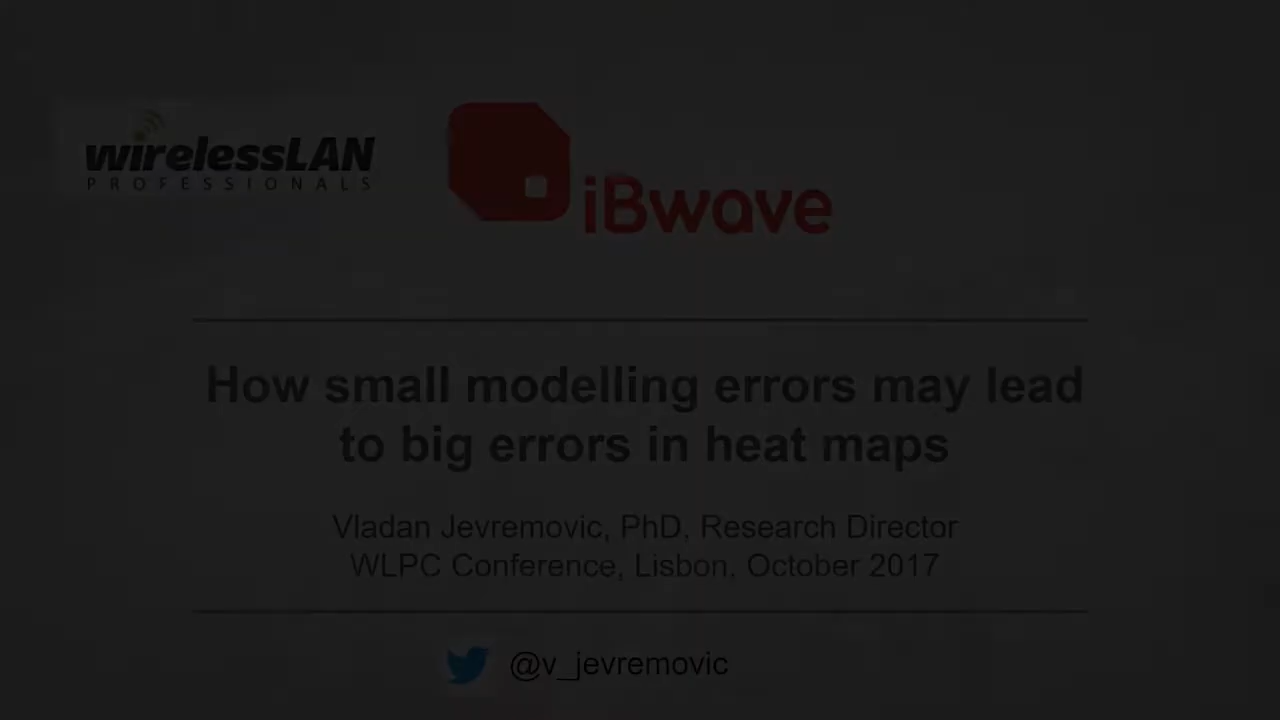 wirelessLAN
PROFESSIONALS
iBwave
How small modelling errors may lead
to big errors in heat maps
Vladan Jevremovic, PhD, Research Director
WLPC Conference, Lisbon, October 2017
@v_jevremovic